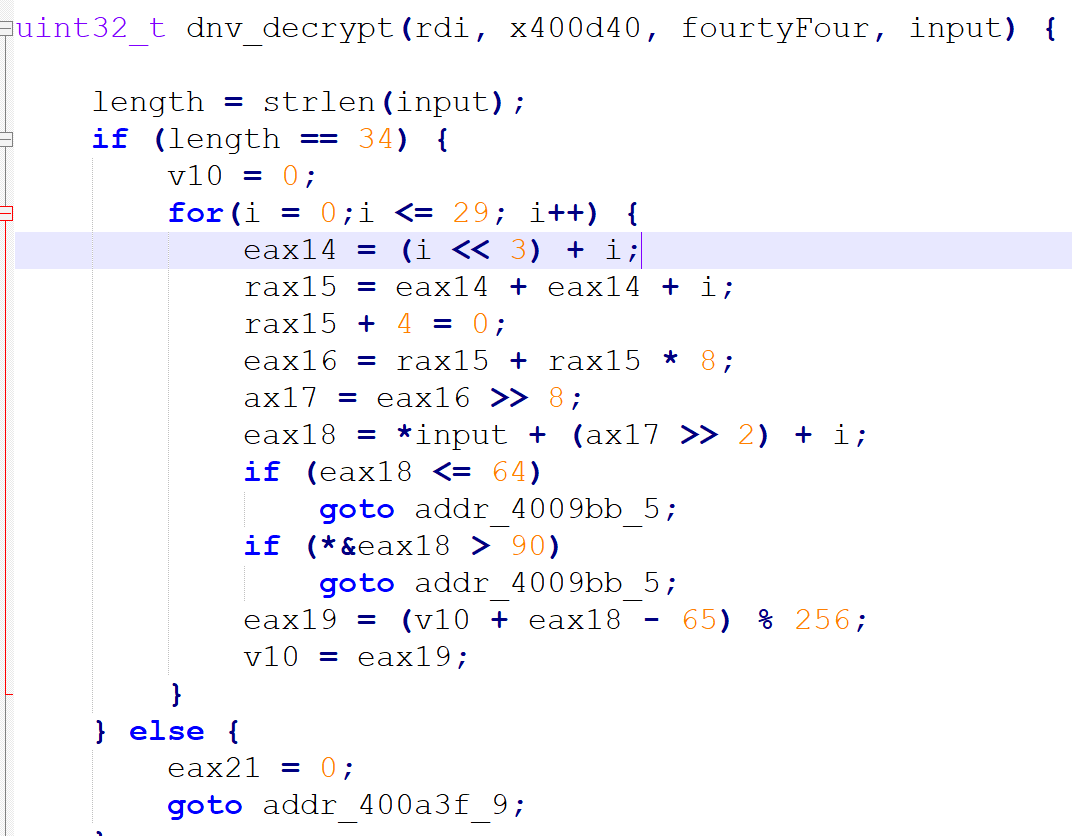 uint32_t dnv_decrypt(rdi, x400d40, fourtyFour, input) {
length = strlen(input);
if (length == 34) {
v10 = 0;
for(i = 0;i <= 29; i++) {
eax14 = (i << 3) + i;
rax15 = eax14 + eax14 + i;
rax15 + 4 = 0;
eax16 = rax15 + rax15 * 8;
ax17 = eax16 >> 8;
eax18 = *input + (ax17 >> 2) + i;
if (eax18 <= 64)
goto addr_4009bb_5;
if (*&eax18 > 90)
goto addr_4009bb_5;
eax19 = (v10 + eax18 - 65) % 256;
v10 = eax19;
}
} else {
eax21 = 0;
goto addr_400a3f_9;
}